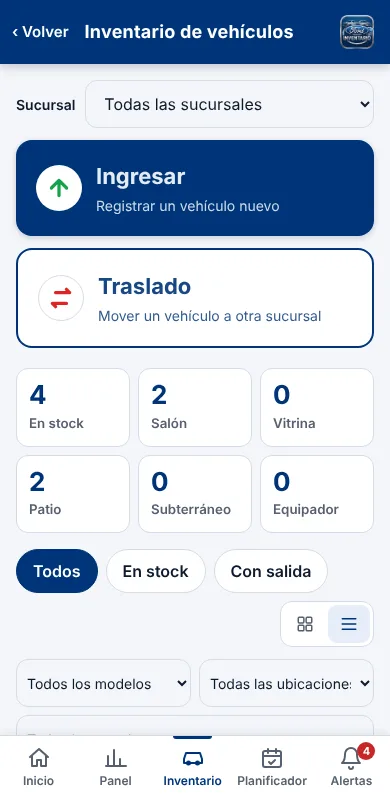 ‹ Volver Inventario de vehículos
INVENTARIO
Sucursal Todas las sucursales
Ingresar
Registrar un vehículo nuevo
Traslado
Mover un vehículo a otra sucursal
4 2 0
En stock Salón Vitrina
2 0 0
Patio Subterráneo Equipador
Todos En stock Con salida
Todos los modelos Todas las ubicaciones
4
Inicio Panel Inventario Planificador Alertas